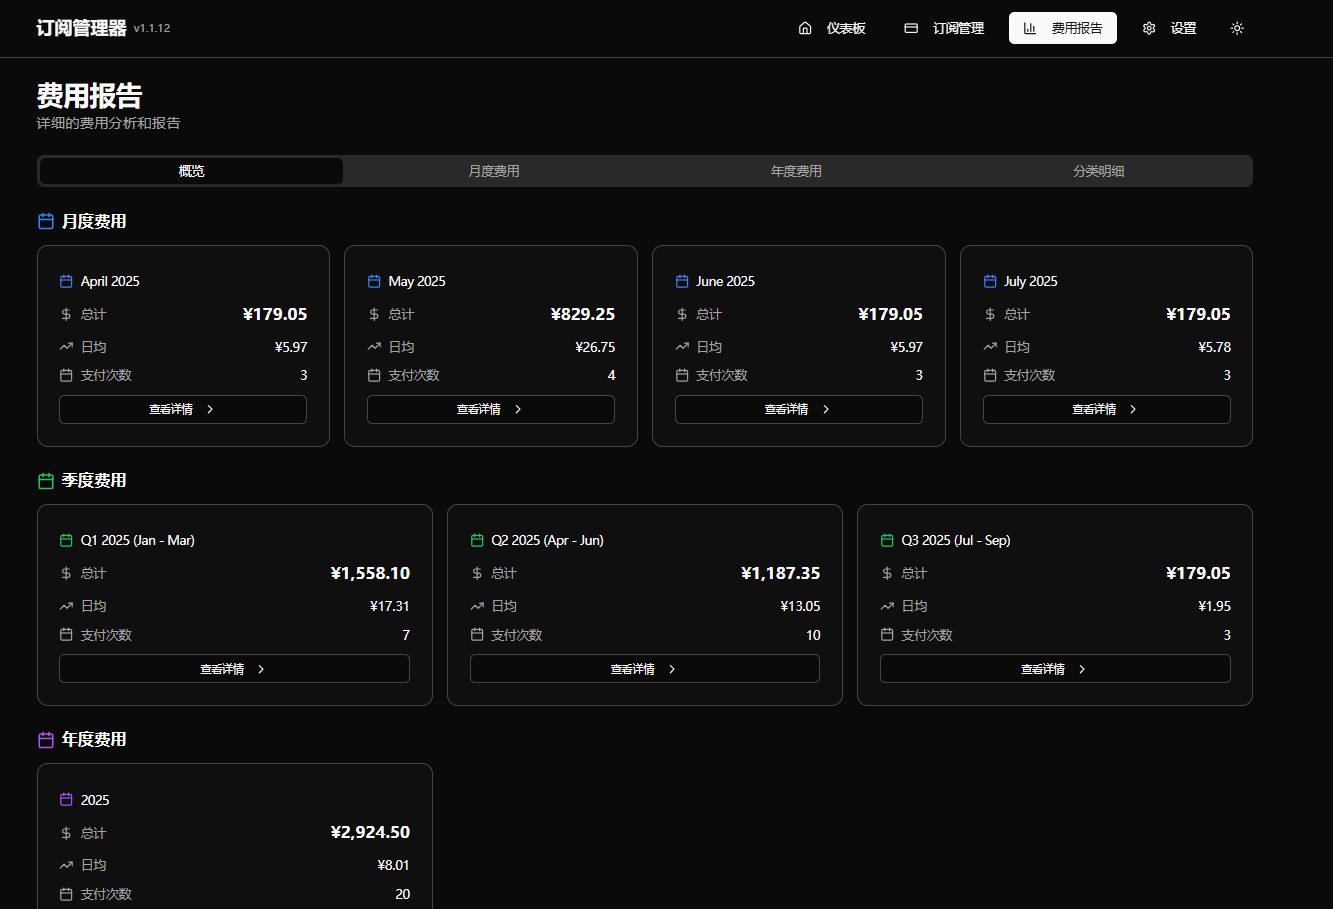 订阅管理器 v1.1.12 仪表板 订阅管理 费用报告 设置
费用报告
详细的费用分析和报告
概览 月度费用 年度费用 分类明细
月度费用
April 2025
总计 ¥179.05
日均 ¥5.97
支付次数 3
查看详情
May 2025
总计 ¥829.25
日均 ¥26.75
支付次数 4
查看详情
June 2025
总计 ¥179.05
日均 ¥5.97
支付次数 3
查看详情
July 2025
总计 ¥179.05
日均 ¥5.78
支付次数 3
查看详情
季度费用
Q1 2025 (Jan - Mar)
总计 ¥1,558.10
日均 ¥17.31
支付次数 7
查看详情
Q2 2025 (Apr - Jun)
总计 ¥1,187.35
日均 ¥13.05
支付次数 10
查看详情
Q3 2025 (Jul - Sep)
总计 ¥179.05
日均 ¥1.95
支付次数 3
查看详情
年度费用
2025
总计 ¥2,924.50
日均 ¥8.01
支付次数 20